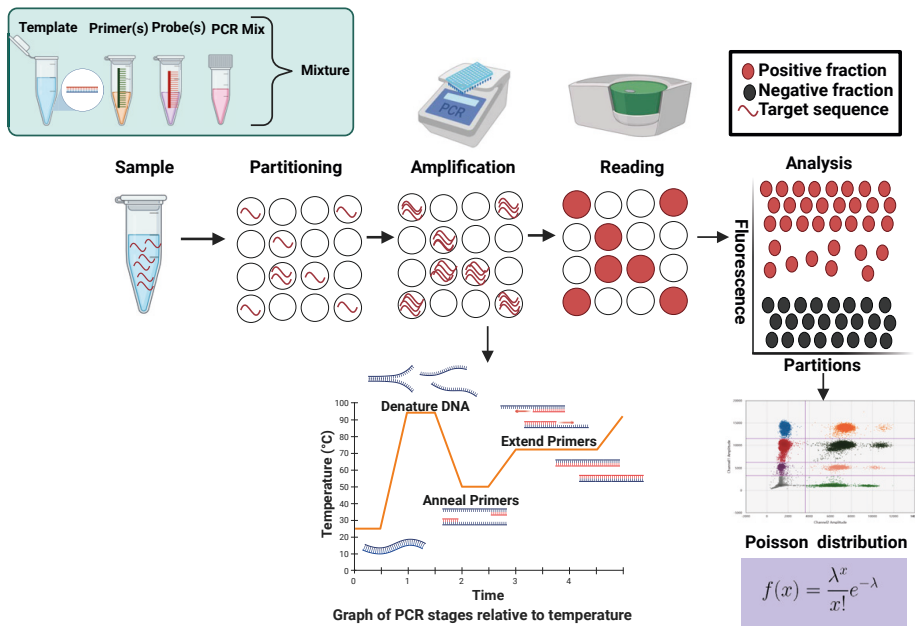 Template Primer(s) Probe(s) PCR Mix
Mixture
PCR
Positive fraction
Negative fraction
Target sequence
Sample
Partitioning
Amplification
Reading
Analysis
Fluorescence
Partitions
Denature DNA
Extend Primers
Anneal Primers
Temperature (°C)
100
90
80
70
60
50
40
30
20
10
0
0 1 2 3 4
Time
Graph of PCR stages relative to temperature
Channel Amplitude
Poisson distribution
f(x) = λ^x/x! e^−λ